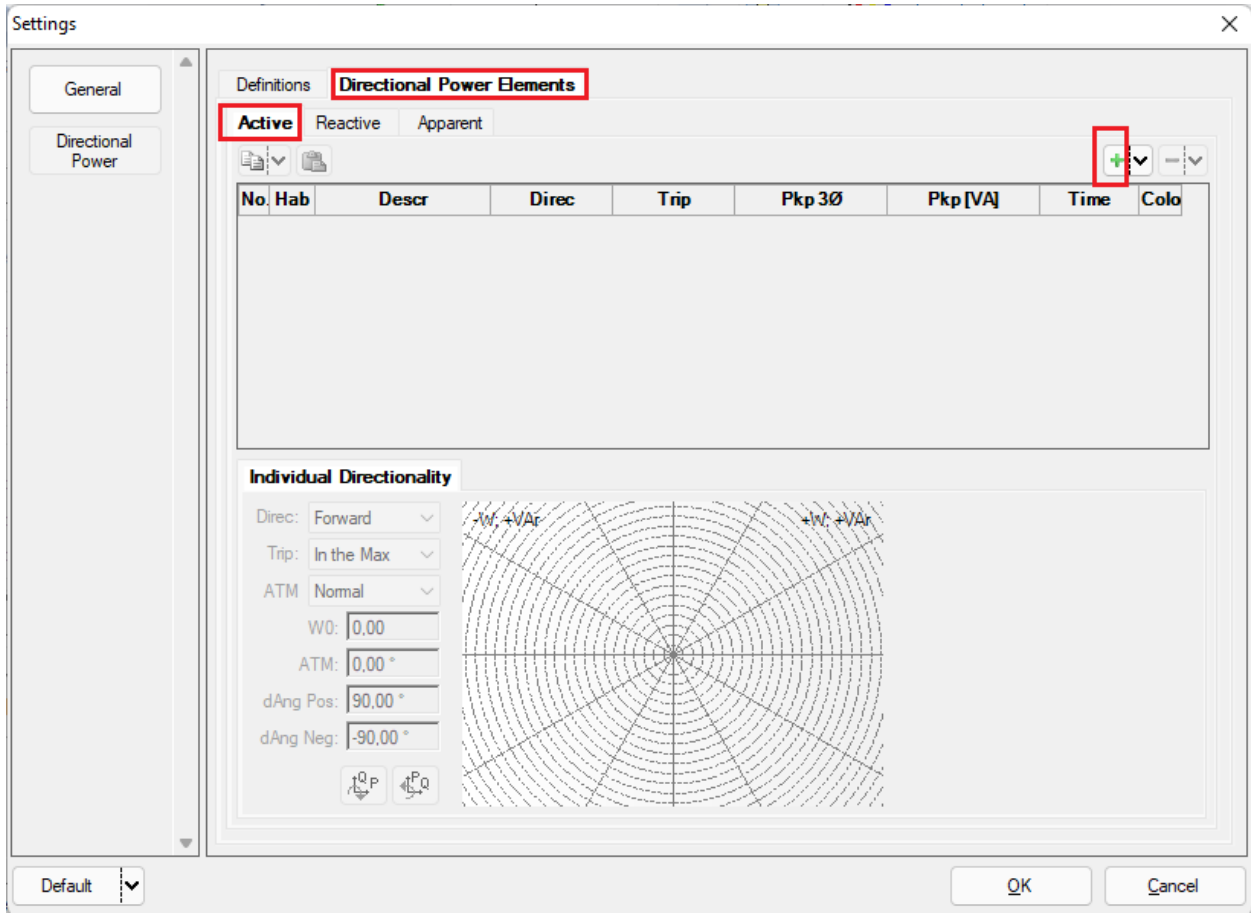 Settings
General
Directional
Power
Definitions Directional Power Elements
Active Reactive Apparent
No. Hab Descr Direc Trip Pkp 3Ø Pkp [VA] Time Colo
Individual Directionality
Direc: Forward
Trip: In the Max
ATM Normal
W0: 0,00
ATM: 0,00 °
dAng Pos: 90,00 °
dAng Neg: -90,00 °
-W; +VAr +W; +VAr
Q P P Q
Default OK Cancel